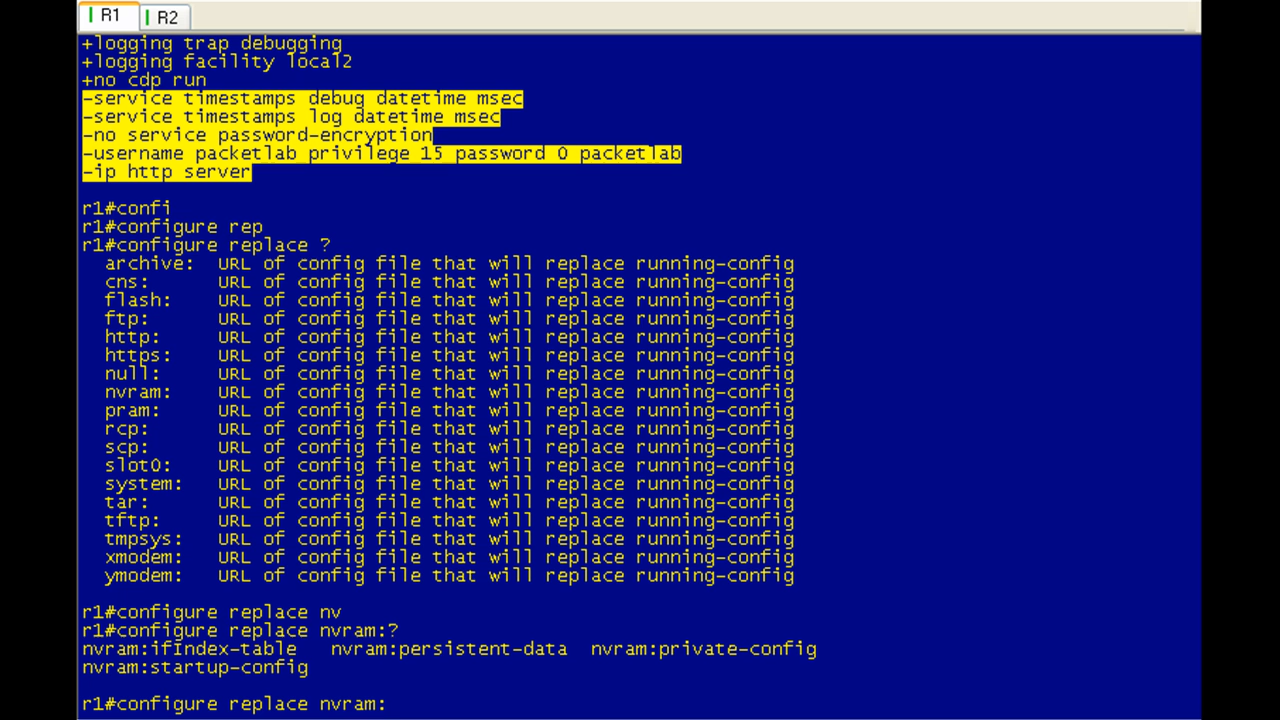 R1
R2
+logging trap debugging
+logging facility local2
+no cdp run
-service timestamps debug datetime msec
-service timestamps log datetime msec
-no service password-encryption
-username packetlab privilege 15 password 0 packetlab
-ip http server
r1#confi
r1#configure rep
r1#configure replace ?
archive: URL of config file that will replace running-config
cns: URL of config file that will replace running-config
flash: URL of config file that will replace running-config
ftp: URL of config file that will replace running-config
http: URL of config file that will replace running-config
https: URL of config file that will replace running-config
null: URL of config file that will replace running-config
nvram: URL of config file that will replace running-config
pram: URL of config file that will replace running-config
rcp: URL of config file that will replace running-config
scp: URL of config file that will replace running-config
slot0: URL of config file that will replace running-config
system: URL of config file that will replace running-config
tar: URL of config file that will replace running-config
tftp: URL of config file that will replace running-config
tmpsys: URL of config file that will replace running-config
xmodem: URL of config file that will replace running-config
ymodem: URL of config file that will replace running-config
r1#configure replace nv
r1#configure replace nvram:?
nvram:ifIndex-table nvram:persistent-data nvram:private-config
nvram:startup-config
r1#configure replace nvram: